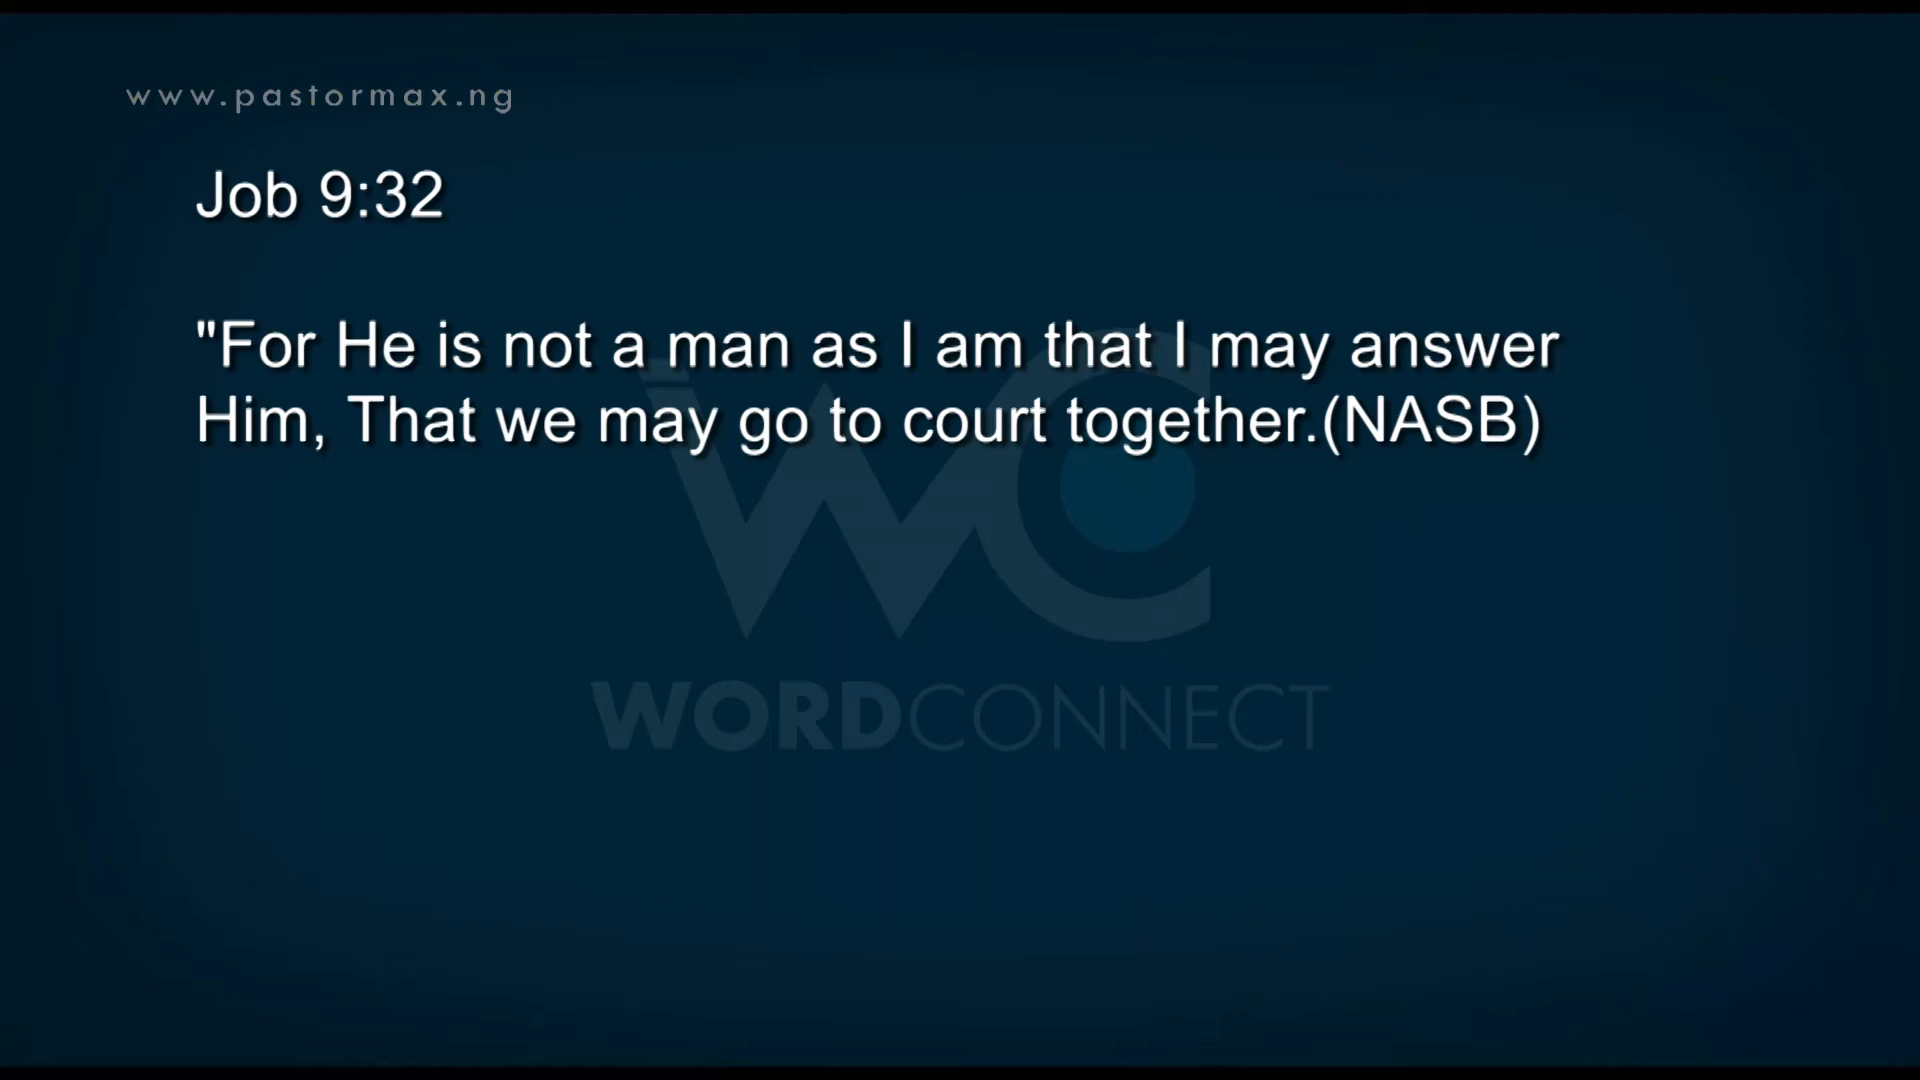 www.pastormax.ng
Job 9:32
"For He is not a man as I am that I may answer
Him, That we may go to court together.(NASB)
WC
WORDCONNECT